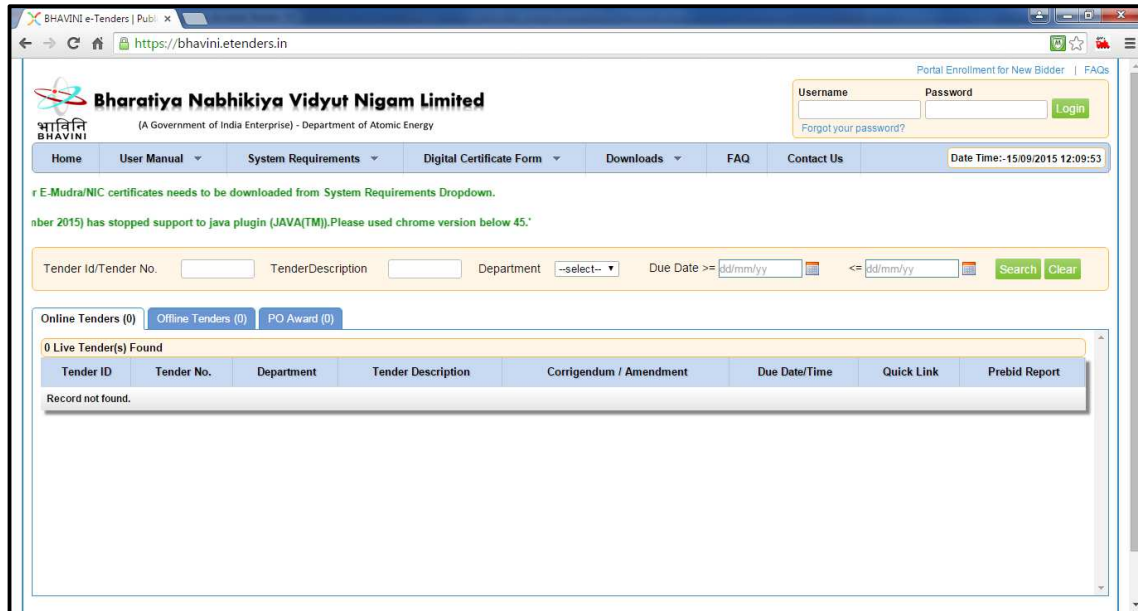 BHAVINI e-Tenders | Publ
https://bhavini.etenders.in
Portal Enrollment for New Bidder | FAQs
Bharatiya Nabhikiya Vidyut Nigam Limited
(A Government of India Enterprise) - Department of Atomic Energy
भाविनि
BHAVINI
Username Password
Login
Forgot your password?
Home User Manual System Requirements Digital Certificate Form Downloads FAQ Contact Us Date Time:-15/09/2015 12:09:53
r E-Mudra/NIC certificates needs to be downloaded from System Requirements Dropdown.
nber 2015) has stopped support to java plugin (JAVA(TM)).Please used chrome version below 45.'
Tender Id/Tender No. TenderDescription Department --select-- Due Date >= dd/mm/yy <= dd/mm/yy Search Clear
Online Tenders (0) Offline Tenders (0) PO Award (0)
0 Live Tender(s) Found
Tender ID Tender No. Department Tender Description Corrigendum / Amendment Due Date/Time Quick Link Prebid Report
Record not found.